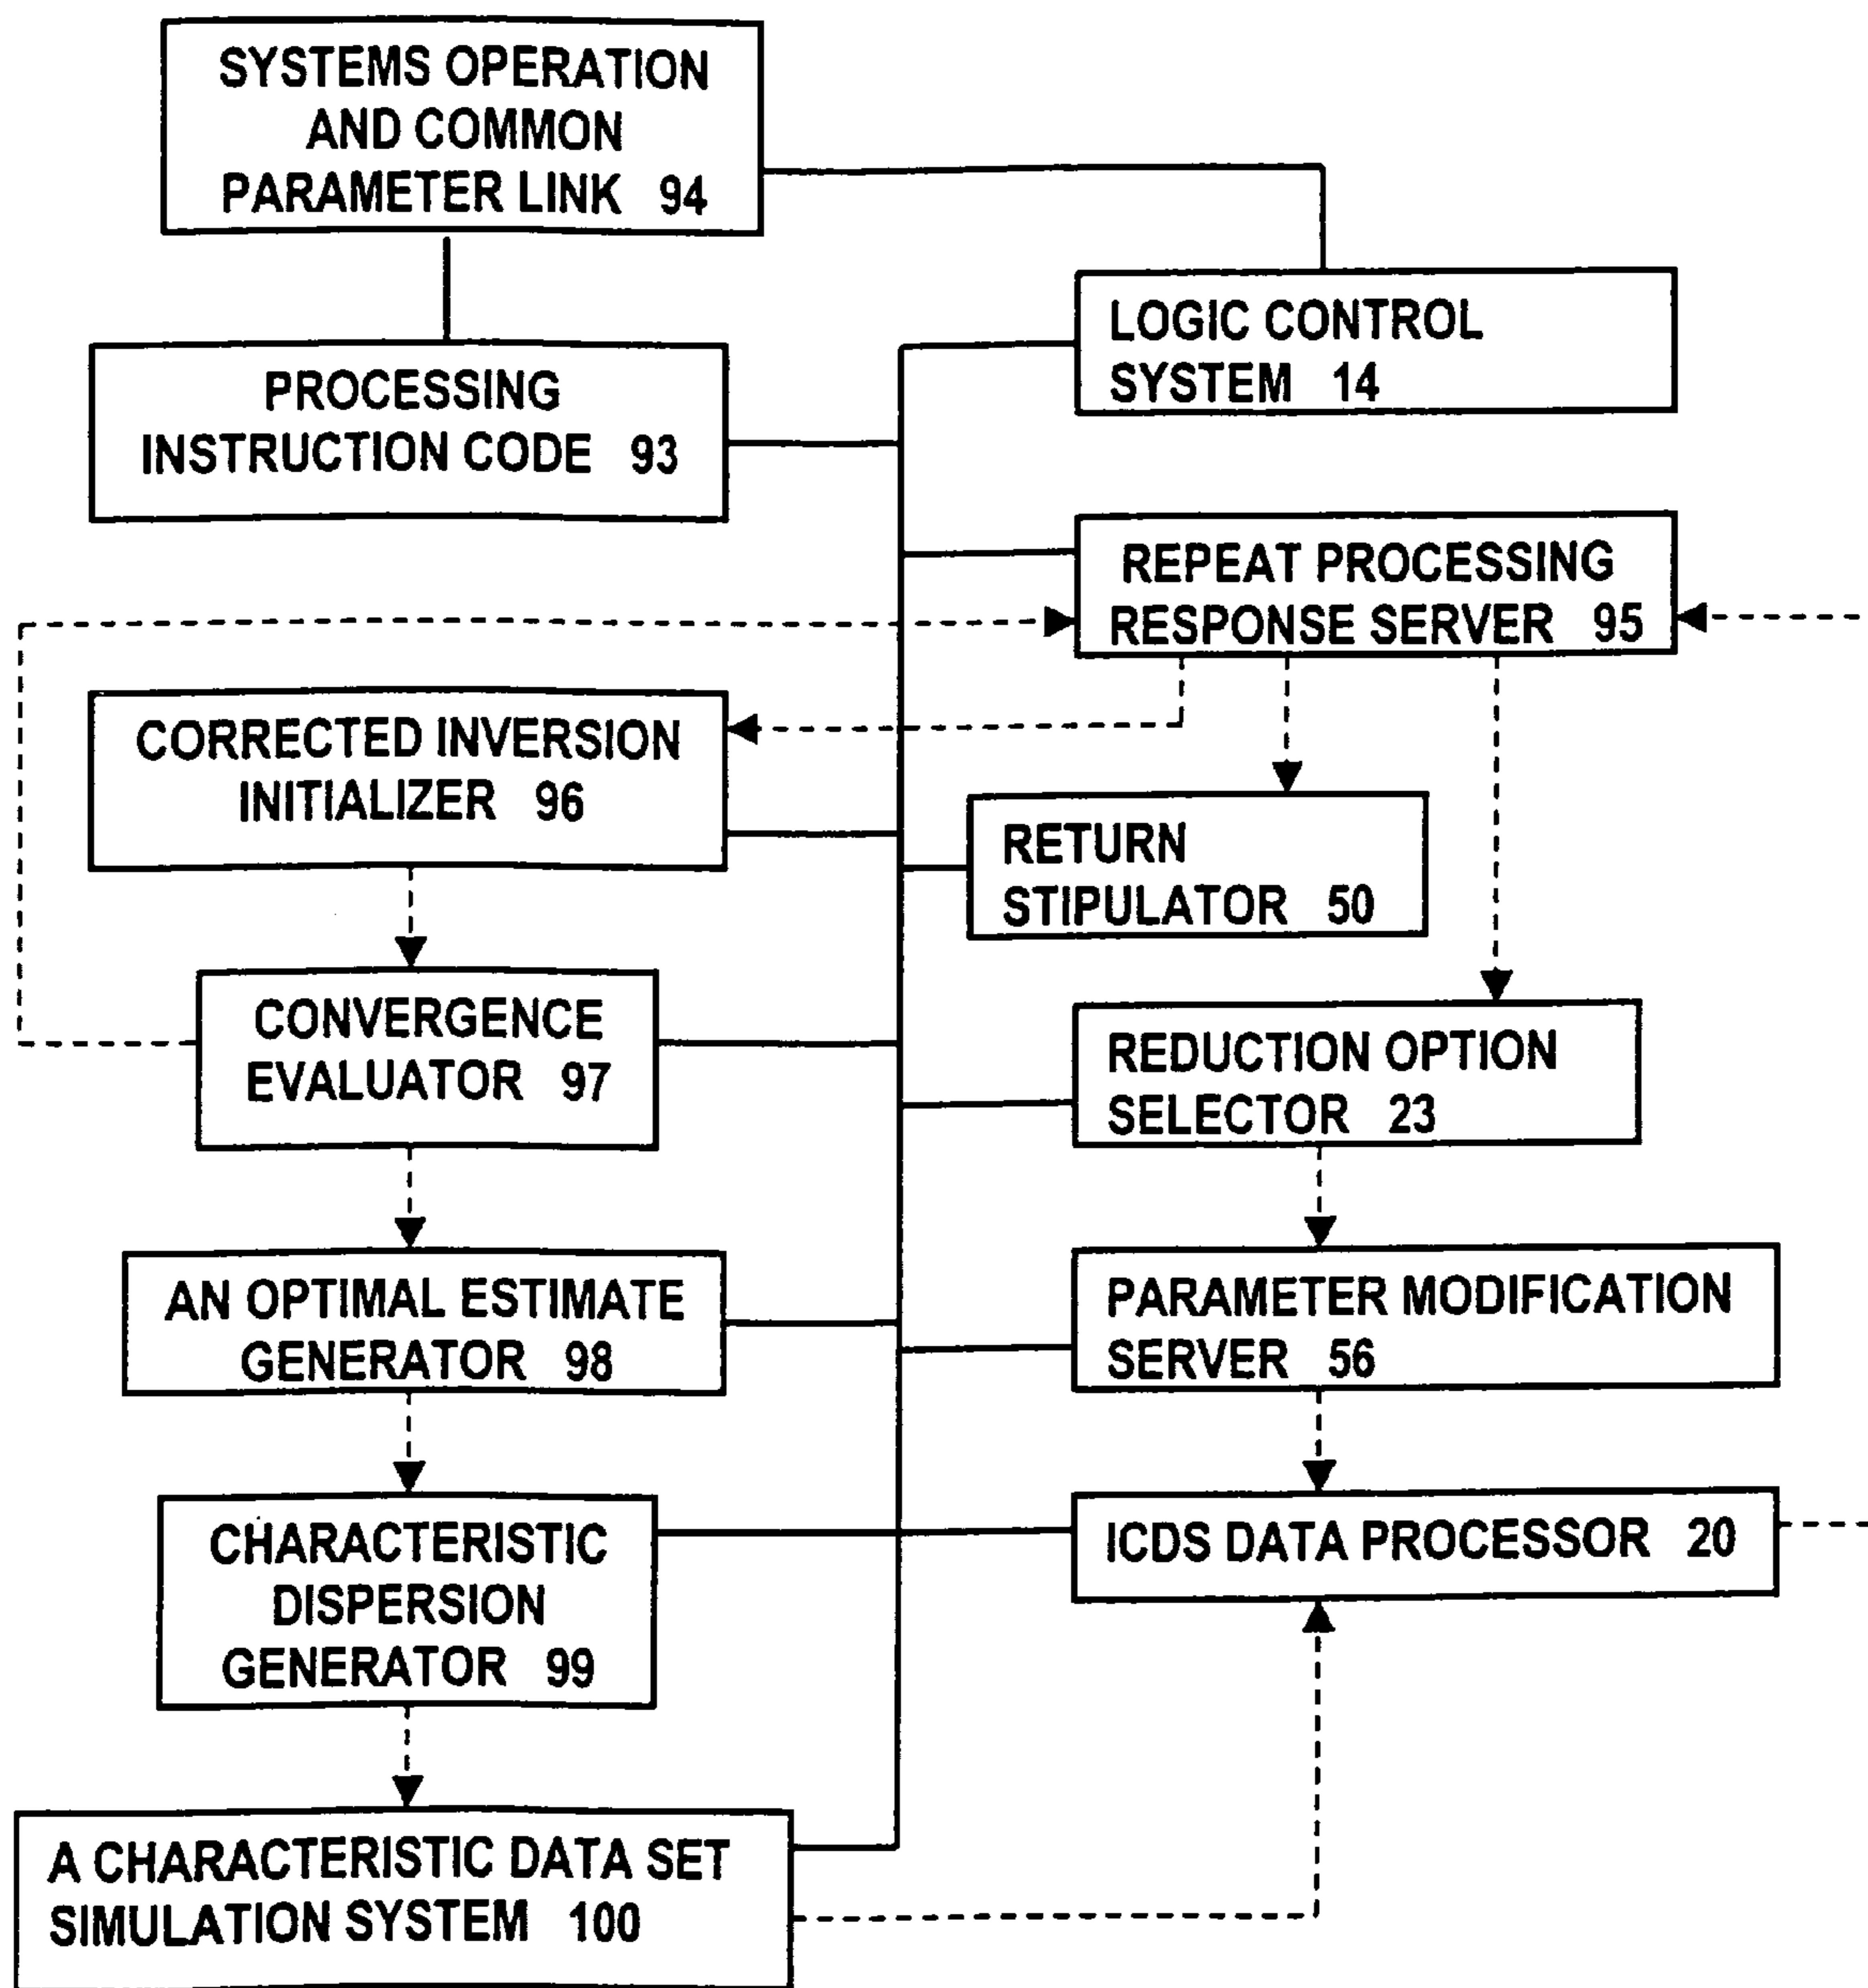 SYSTEMS OPERATION
AND COMMON
PARAMETER LINK 94
LOGIC CONTROL
SYSTEM 14
PROCESSING
INSTRUCTION CODE 93
REPEAT PROCESSING
RESPONSE SERVER 95
CORRECTED INVERSION
INITIALIZER 96
RETURN
STIPULATOR 50
CONVERGENCE
EVALUATOR 97
REDUCTION OPTION
SELECTOR 23
AN OPTIMAL ESTIMATE
GENERATOR 98
PARAMETER MODIFICATION
SERVER 56
CHARACTERISTIC
DISPERSION
GENERATOR 99
ICDS DATA PROCESSOR 20
A CHARACTERISTIC DATA SET
SIMULATION SYSTEM 100